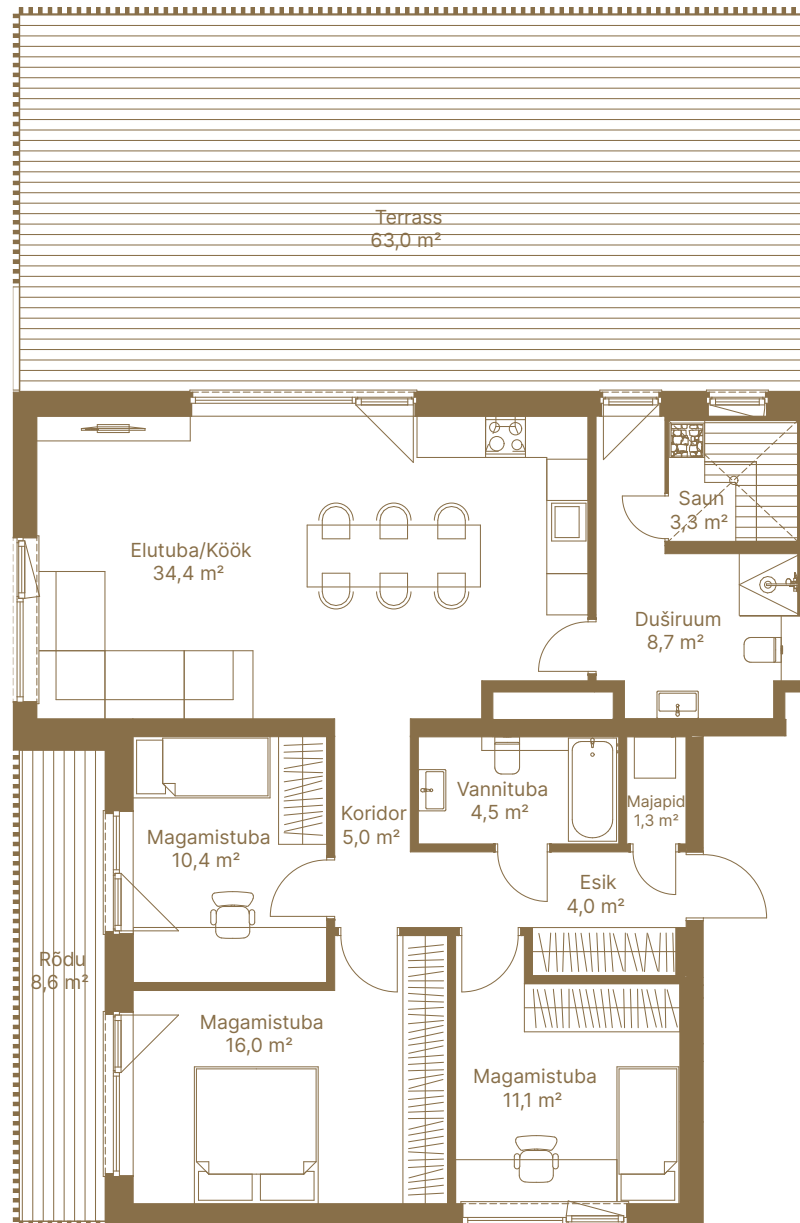 Terrass
63,0 m²
Elutuba/Köök
34,4 m²
Saun
3,3 m²
Duširuum
8,7 m²
Koridor
5,0 m²
Vannituba
4,5 m²
Majapid
1,3 m²
Magamistuba
10,4 m²
Esik
4,0 m²
Rõdu
8,6 m²
Magamistuba
16,0 m²
Magamistuba
11,1 m²